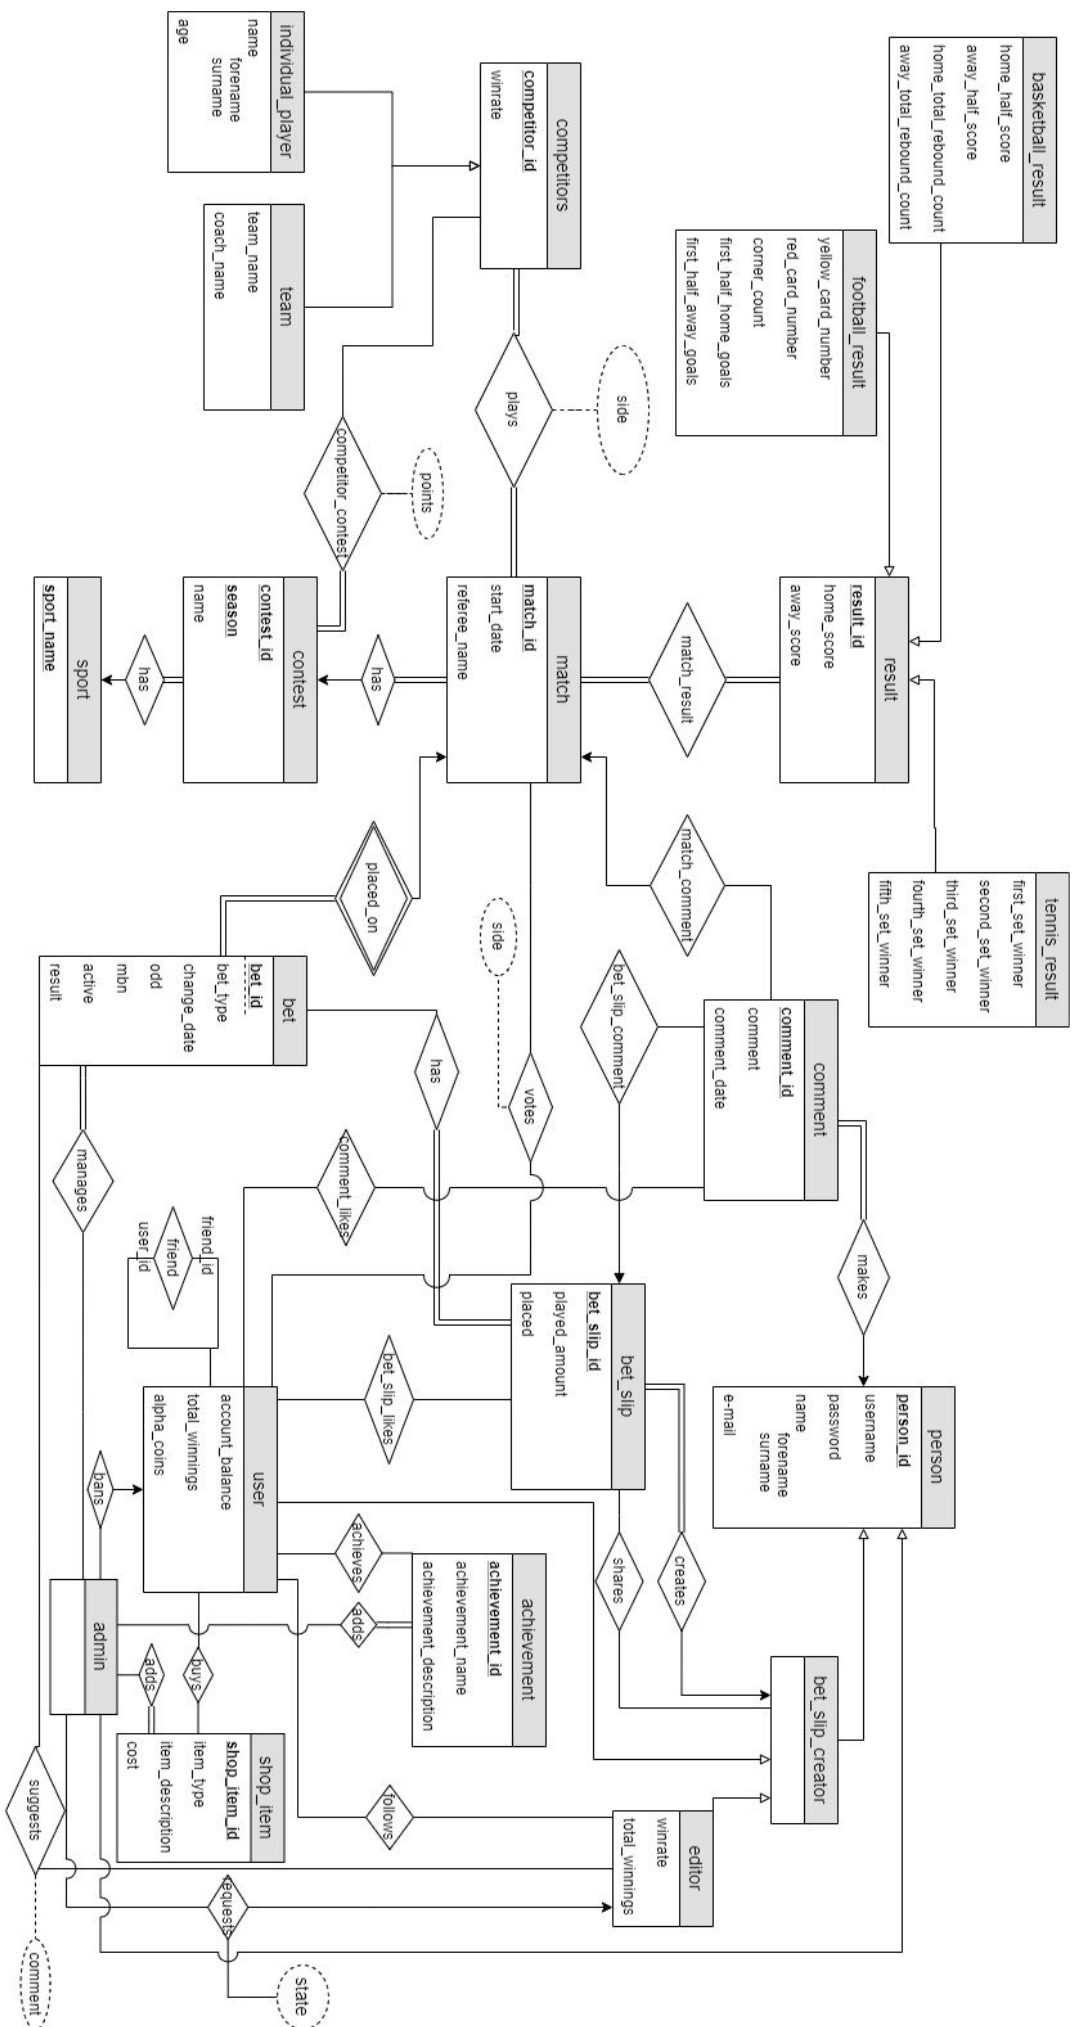 basketball_result
home_half_score
away_half_score
home_total_rebound_count
away_total_rebound_count
football_result
yellow_card_number
red_card_number
corner_count
first_half_home_goals
first_half_away_goals
result
result_id
home_score
away_score
tennis_result
first_set_winner
second_set_winner
third_set_winner
fourth_set_winner
fifth_set_winner
competitors
competitor_id
winrate
individual_player
name
forename
surname
age
team
team_name
coach_name
side
plays
points
competitor_contest
match_result
match
match_id
start_date
referee_name
has
contest
contest_id
season
name
has
sport
sport_name
match_comment
comment
comment_id
comment
comment_date
makes
person
person_id
username
password
name
forename
surname
e-mail
placed_on
side
votes
bet_slip_comment
bet
bet_id
bet_type
change_date
odd
mbn
active
result
has
manages
comment_likes
bet_slip
bet_slip_id
played_amount
placed
friend_id
friend
user_id
bet_slip_likes
user
account_balance
total_winnings
alpha_coins
bans
creates
shares
bet_slip_creator
achieves
achievement
achievement_id
achievement_name
achievement_description
adds
admin
adds
buys
shop_item
shop_item_id
item_type
item_description
cost
follows
editor
winrate
total_winnings
suggests
comment
requests
state